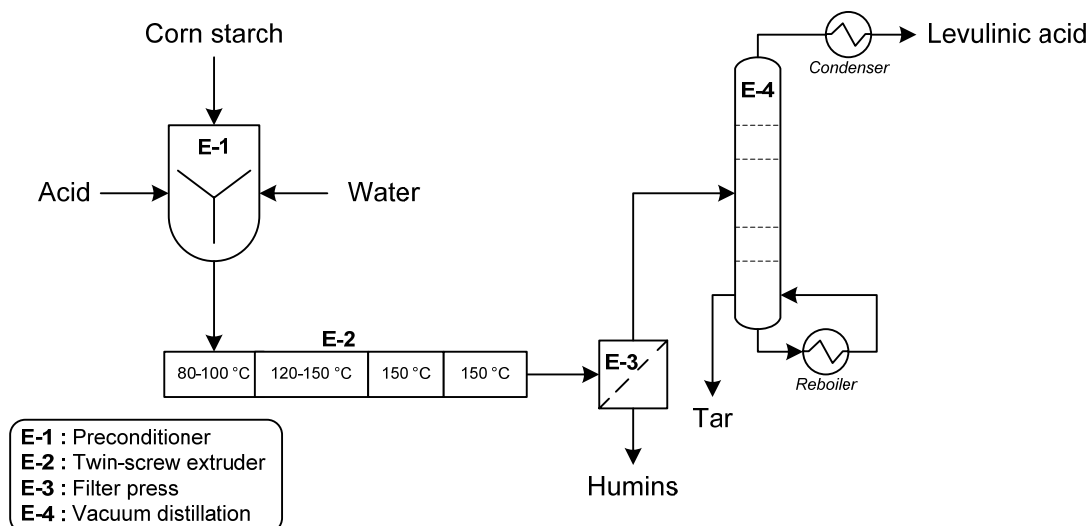 Corn starch
Levulinic acid
Condenser
E-4
E-1
Acid
Water
E-2
80-100 °C
120-150 °C
150 °C
150 °C
E-3
Reboiler
Tar
Humins
E-1 : Preconditioner
E-2 : Twin-screw extruder
E-3 : Filter press
E-4 : Vacuum distillation